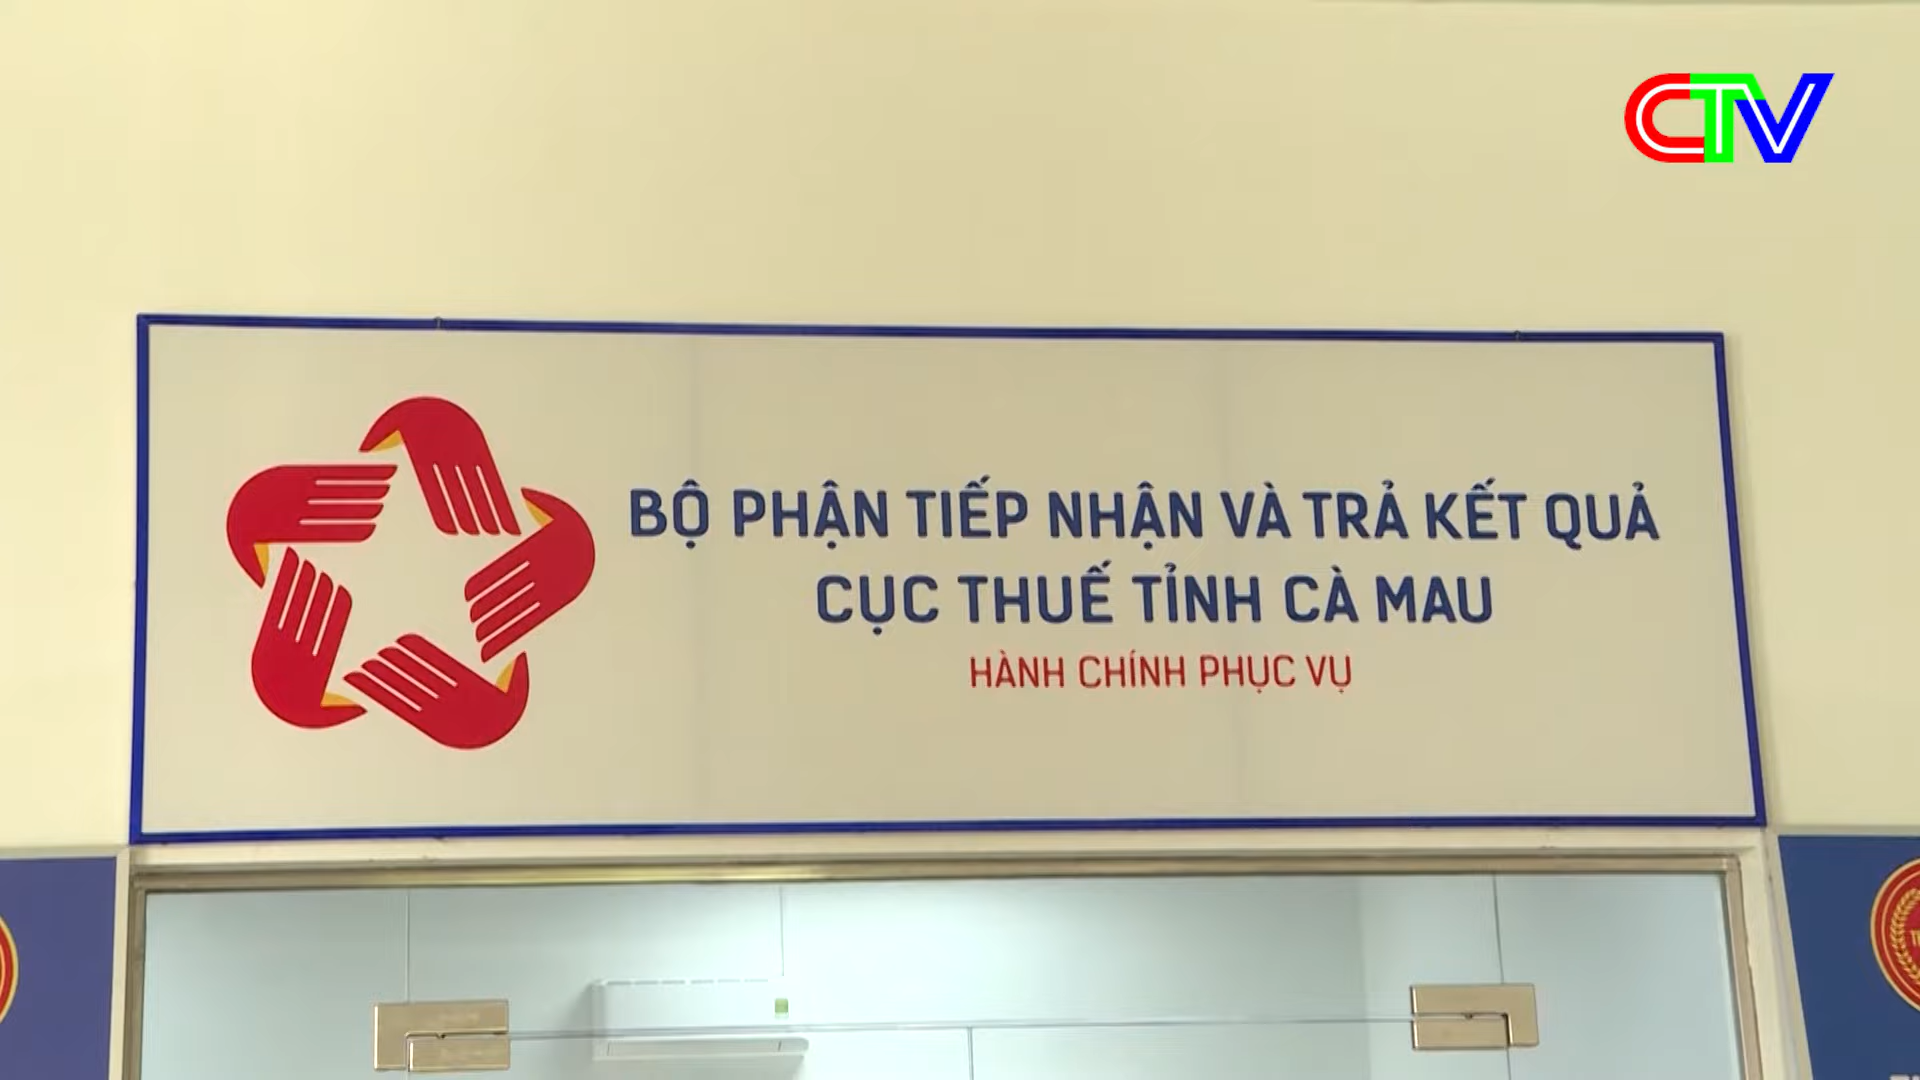 CTV
BỘ PHẬN TIẾP NHẬN VÀ TRẢ KẾT QUẢ
CỤC THUẾ TỈNH CÀ MAU
HÀNH CHÍNH PHỤC VỤ